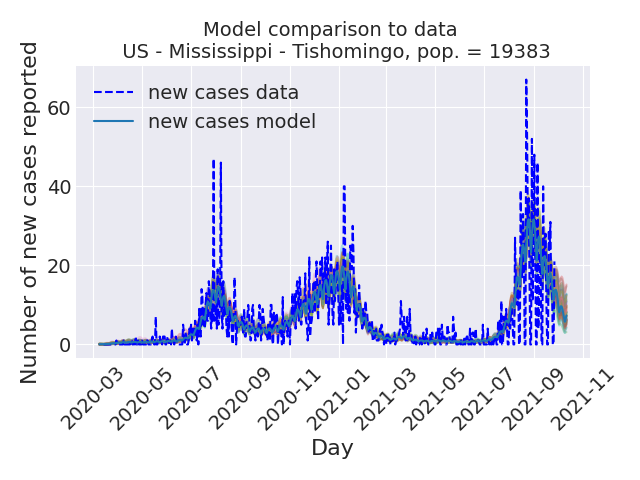 Model comparison to data
US - Mississippi - Tishomingo, pop. = 19383
Number of new cases reported
60
40
20
0
new cases data
new cases model
2020-03
2020-05
2020-07
2020-09
2020-11
2021-01
2021-03
2021-05
2021-07
2021-09
2021-11
Day